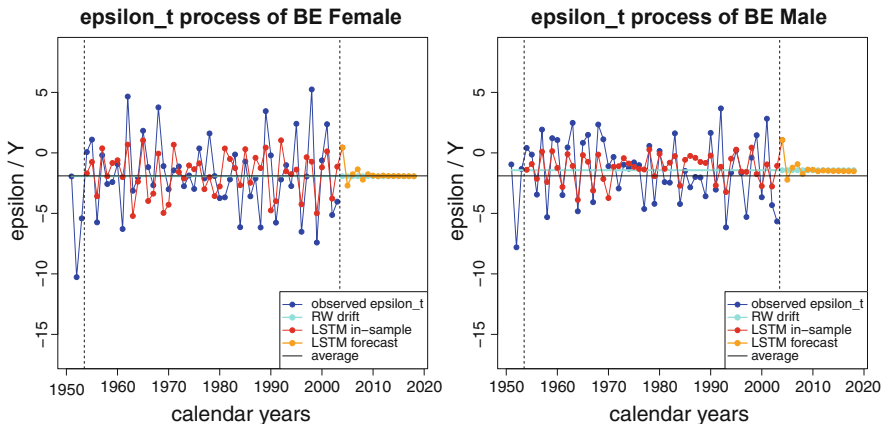 epsilon_t process of BE Female
epsilon / Y
5
0
−5
−10
−15
observed epsilon_t
RW drift
LSTM in−sample
LSTM forecast
average
1950 1960 1970 1980 1990 2000 2010 2020
calendar years
epsilon_t process of BE Male
epsilon / Y
5
0
−5
−10
−15
observed epsilon_t
RW drift
LSTM in−sample
LSTM forecast
average
1950 1960 1970 1980 1990 2000 2010 2020
calendar years